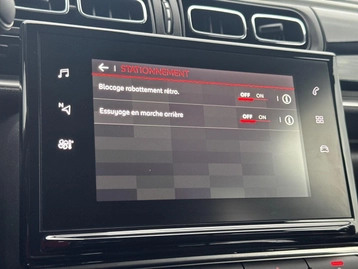 STATIONNEMENT
Blocage rabattement rétro. OFF ON
Essuyage en marche arrière OFF ON